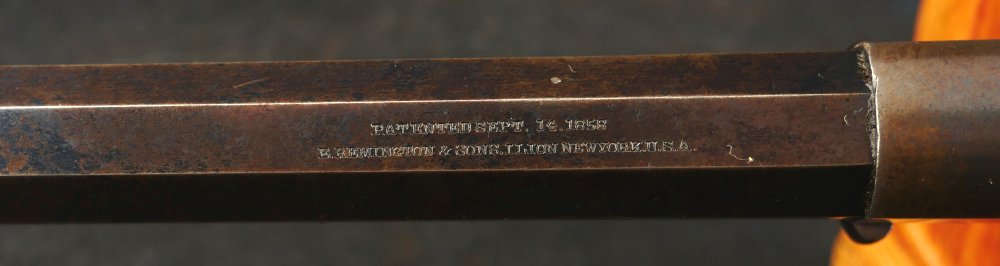 PATENTED SEPT. 14. 1858
E. REMINGTON & SONS, ILION NEW YORK, U.S.A.